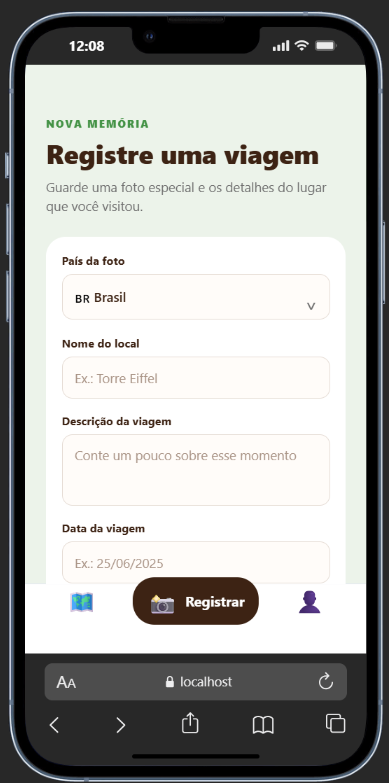 12:08
NOVA MEMÓRIA
Registre uma viagem
Guarde uma foto especial e os detalhes do lugar
que você visitou.
País da foto
BR Brasil
Nome do local
Ex.: Torre Eiffel
Descrição da viagem
Conte um pouco sobre esse momento
Data da viagem
Ex.: 25/06/2025
Registrar
AA
localhost